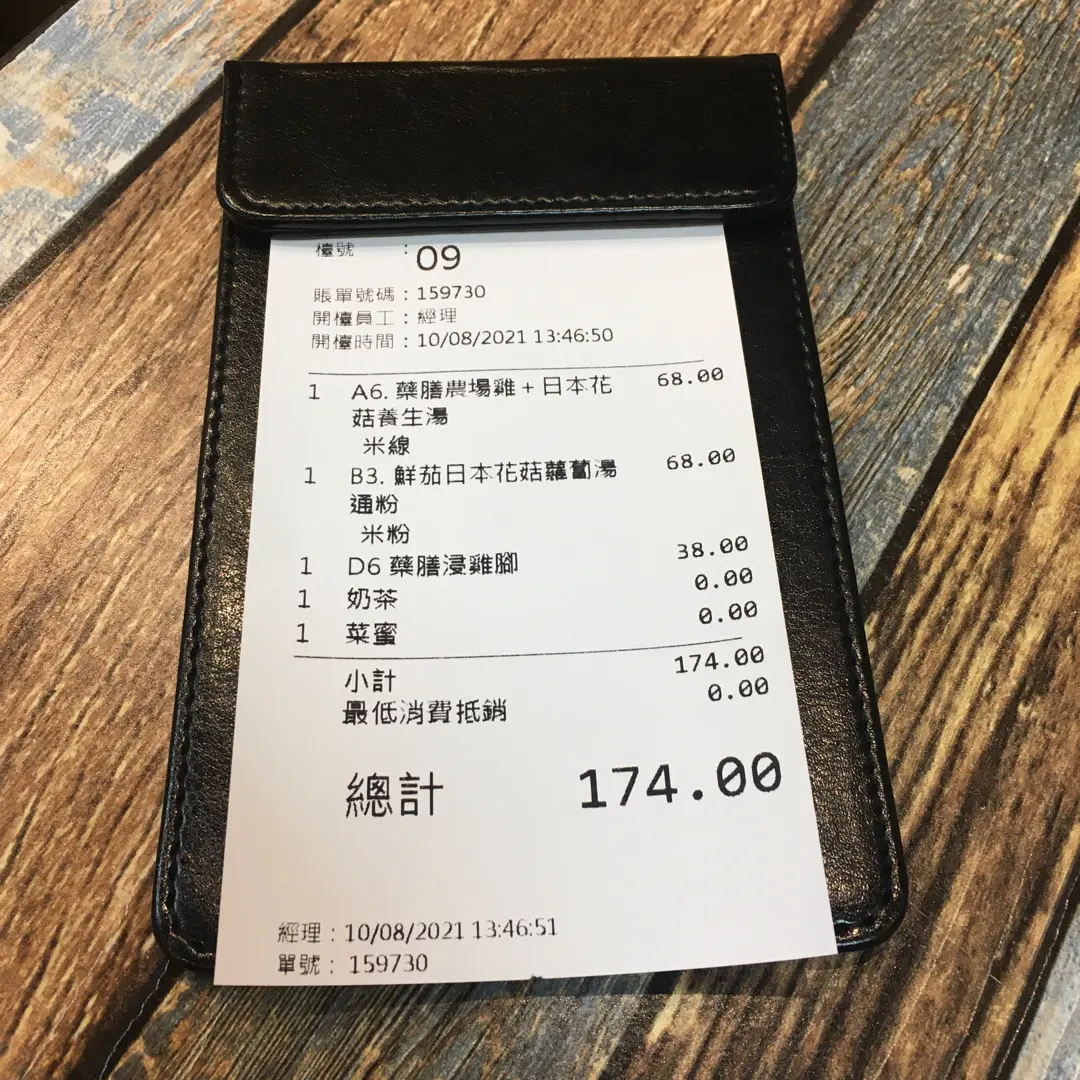 檯號 : 09
賬單號碼 : 159730
開檯員工 : 經理
開檯時間 : 10/08/2021 13:46:50
1 A6. 藥膳農場雞+日本花 68.00
菇養生湯
米線
1 B3. 鮮茄日本花菇蘿蔔湯 68.00
通粉
米粉
1 D6 藥膳浸雞腳 38.00
1 奶茶 0.00
1 菜蜜 0.00
小計 174.00
最低消費抵銷 0.00
總計 174.00
經理 : 10/08/2021 13:46:51
單號 : 159730